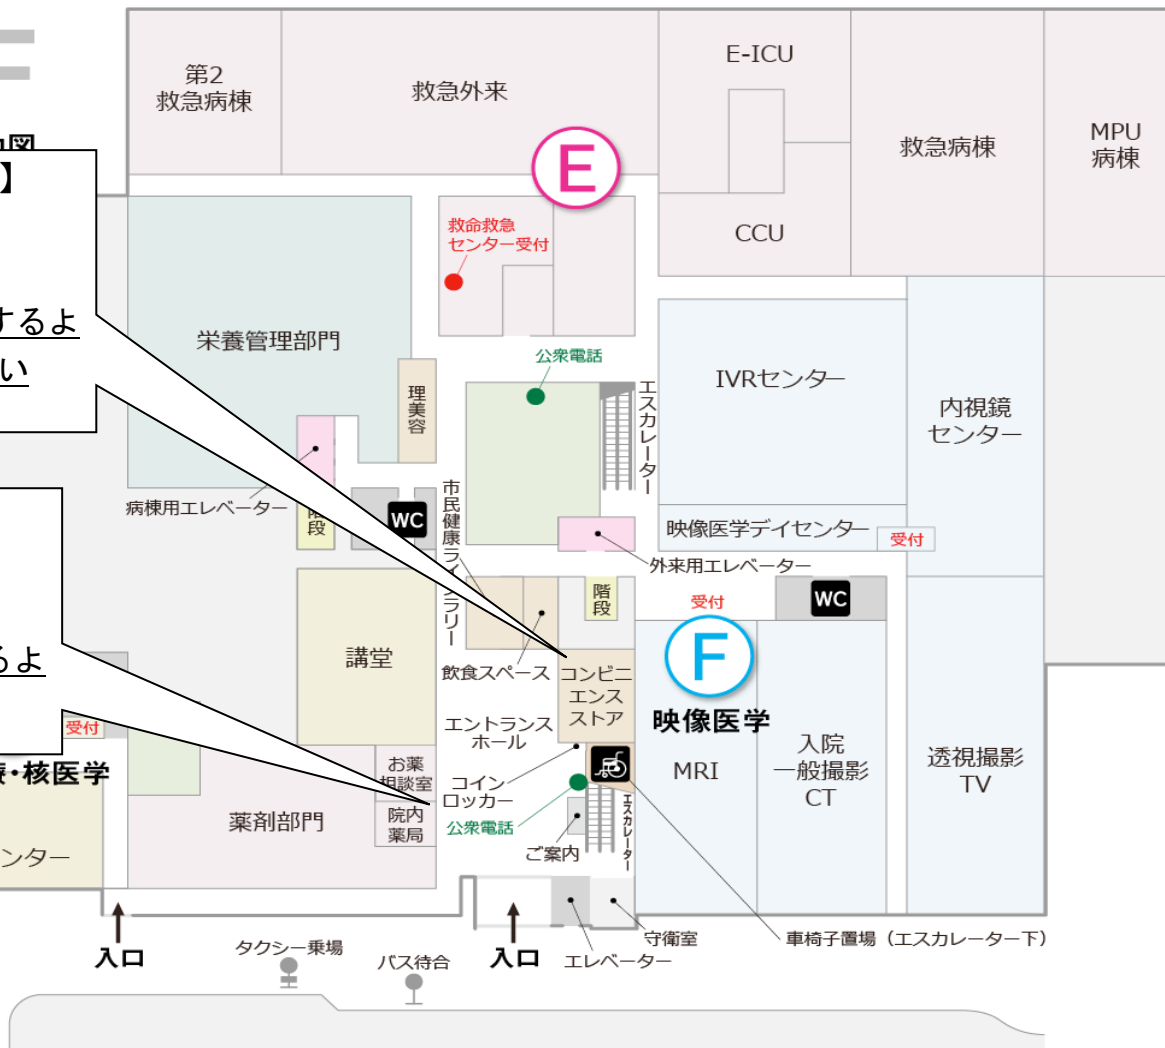 第2
救急病棟
救急外来
E-ICU
救急病棟
MPU
病棟
CCU
図
】
E
救命救急
センター受付
するよ
い
栄養管理部門
理美容
公衆電話
エスカレーター
IVRセンター
内視鏡
センター
病棟用エレベーター
階段
WC
市民健康ライブラリー
映像医学デイセンター
受付
外来用エレベーター
階段
受付
WC
講堂
るよ
飲食スペース
コンビニ
エンス
ストア
F
映像医学
受付
エントランス
ホール
・核医学
お薬
相談室
コイン
ロッカー
MRI
入院
一般撮影
CT
透視撮影
TV
薬剤部門
院内
薬局
公衆電話
エスカレーター
ンター
ご案内
入口
タクシー乗場
バス待合
入口
エレベーター
守衛室
車椅子置場（エスカレーター下）